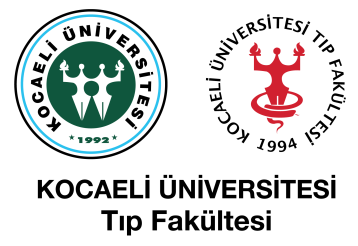 KOCAELİ ÜNİVERSİTESİ
* 1992 *
KOCAELİ ÜNİVERSİTESİ TIP FAKÜLTESİ
1994
KOCAELİ ÜNİVERSİTESİ
Tıp Fakültesi